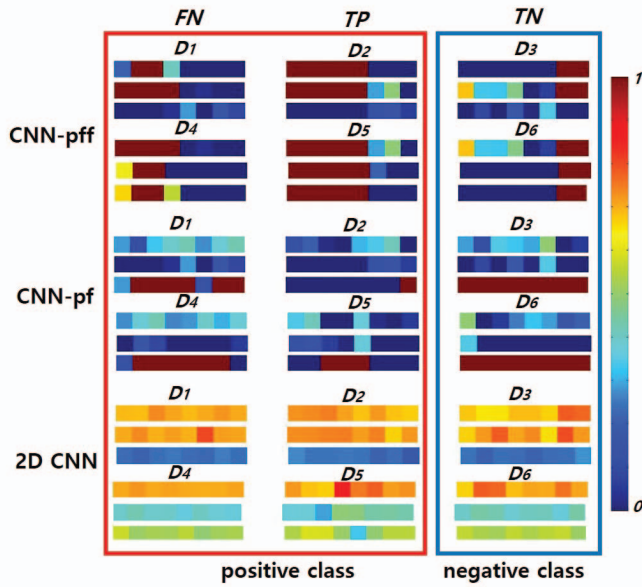 FN TP TN
D1 D2 D3
1
CNN-pff
D4 D5 D6
D1 D2 D3
CNN-pf
D4 D5 D6
D1 D2 D3
2D CNN
D4 D5 D6
0
positive class negative class